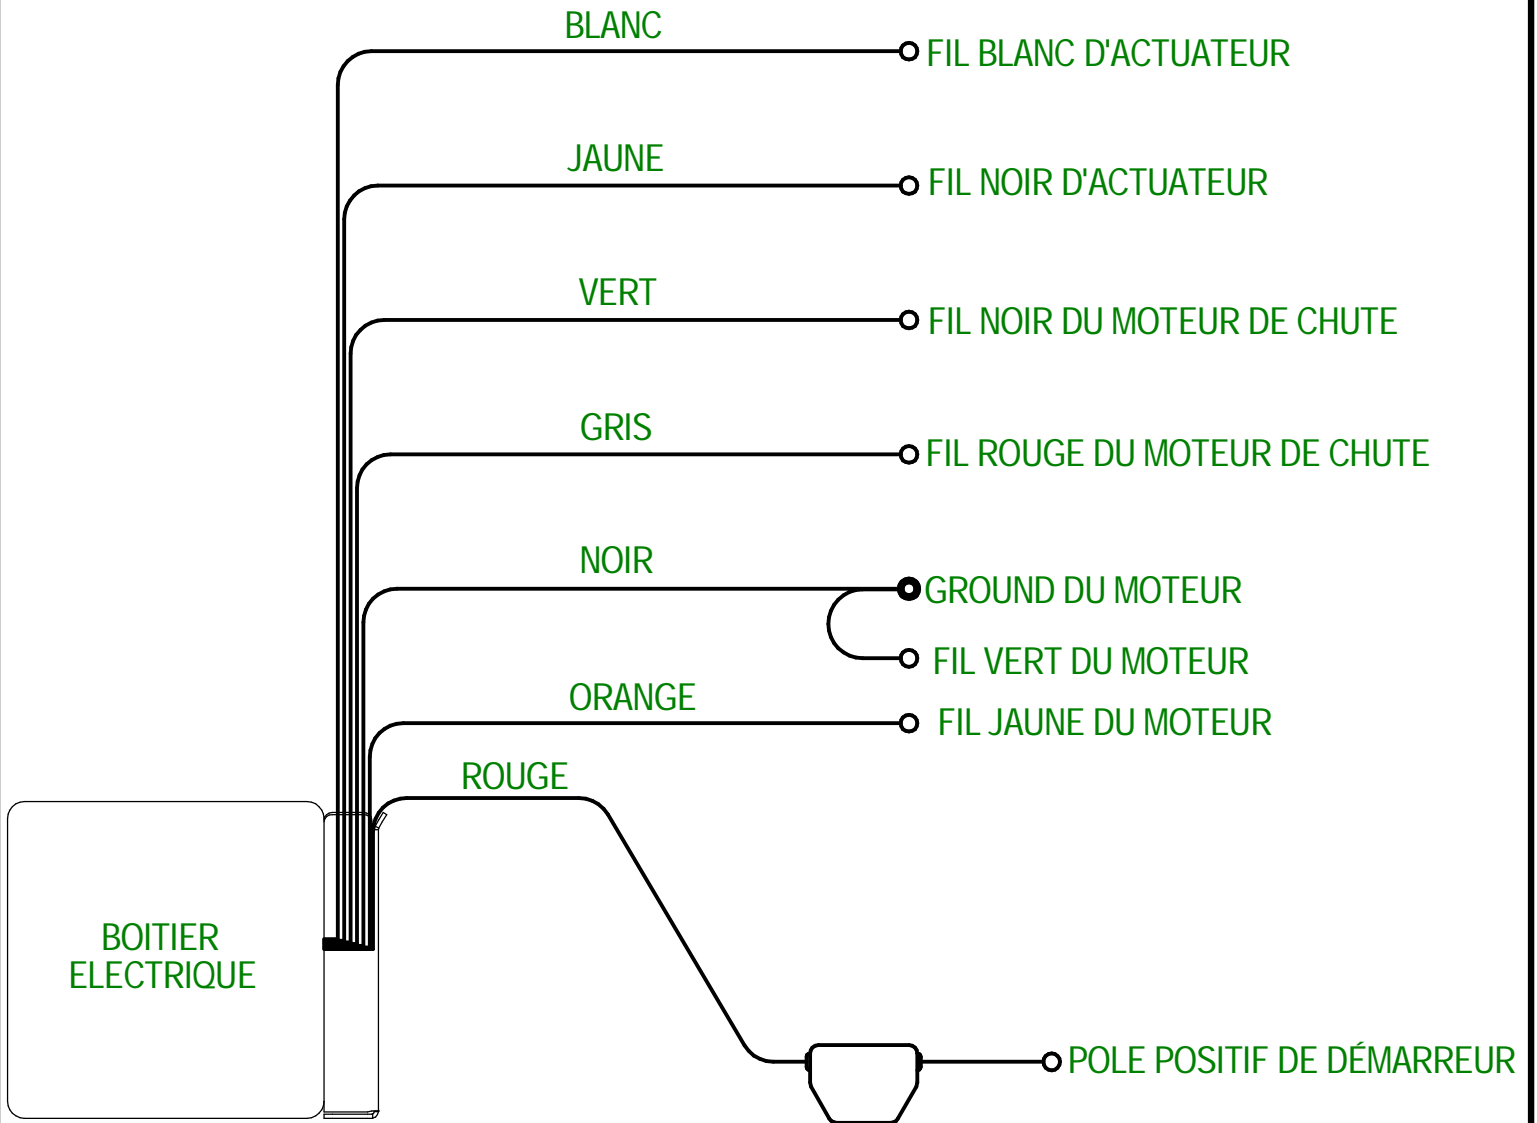 BLANC
FIL BLANC D'ACTUATEUR
JAUNE
FIL NOIR D'ACTUATEUR
VERT
FIL NOIR DU MOTEUR DE CHUTE
GRIS
FIL ROUGE DU MOTEUR DE CHUTE
NOIR
GROUND DU MOTEUR
FIL VERT DU MOTEUR
ORANGE
FIL JAUNE DU MOTEUR
ROUGE
BOITIER
ELECTRIQUE
POLE POSITIF DE DÉMARREUR